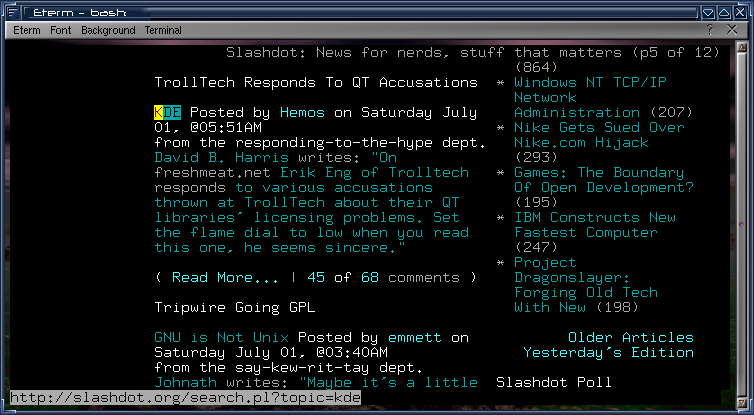 Eterm - bash
Eterm Font Background Terminal ? X
Slashdot: News for nerds, stuff that matters (p5 of 12)
TrollTech Responds To QT Accusations
KDE Posted by Hemos on Saturday July
01, @05:51AM
from the responding-to-the-hype dept.
David B. Harris writes: "On
freshmeat.net Erik Eng of Trolltech
responds to various accusations
thrown at TrollTech about their QT
libraries' licensing problems. Set
the flame dial to low when you read
this one, he seems sincere."
( Read More... | 45 of 68 comments )
Tripwire Going GPL
GNU is Not Unix Posted by emmett on
Saturday July 01, @03:40AM
from the say-kew-rit-tay dept.
Johnath writes: "Maybe it's a little
(864)
* Windows NT TCP/IP
Network
Administration (207)
* Nike Gets Sued Over
Nike.com Hijack
(293)
* Games: The Boundary
Of Open Development?
(195)
* IBM Constructs New
Fastest Computer
(247)
* Project
Dragonslayer:
Forging Old Tech
With New (198)
Older Articles
Yesterday's Edition
Slashdot Poll
http://slashdot.org/search.pl?topic=kde